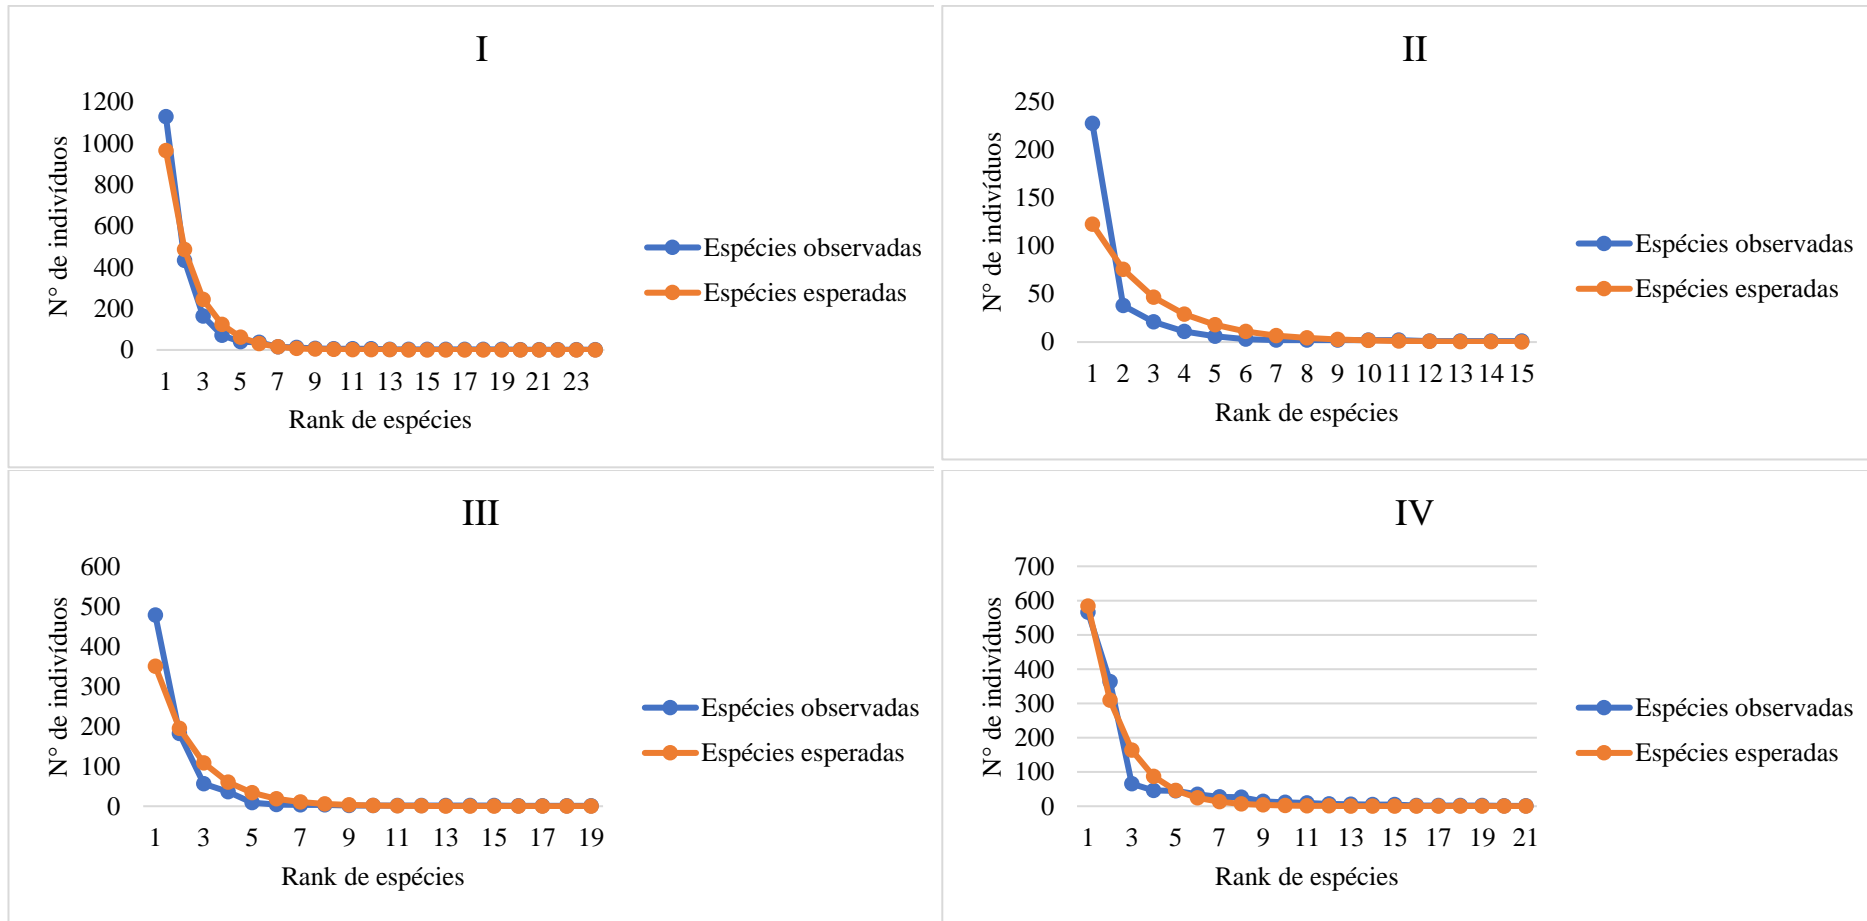 I
1200
1000
800
600
400
200
0
N° de indivíduos
1 3 5 7 9 11 13 15 17 19 21 23
Rank de espécies
Espécies observadas
Espécies esperadas
II
250
200
150
100
50
0
N° de indivíduos
1 2 3 4 5 6 7 8 9 10 11 12 13 14 15
Rank de espécies
Espécies observadas
Espécies esperadas
III
600
500
400
300
200
100
0
N° de indivíduos
1 3 5 7 9 11 13 15 17 19
Rank de espécies
Espécies observadas
Espécies esperadas
IV
700
600
500
400
300
200
100
0
N° de indivíduos
1 3 5 7 9 11 13 15 17 19 21
Rank de espécies
Espécies observadas
Espécies esperadas